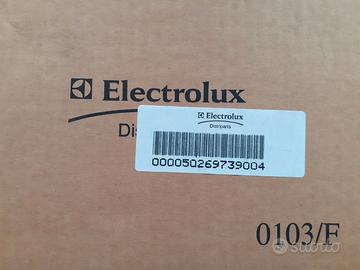 Electrolux
Dis
Electrolux
Distriparts
000050269739004
0103/F
subito